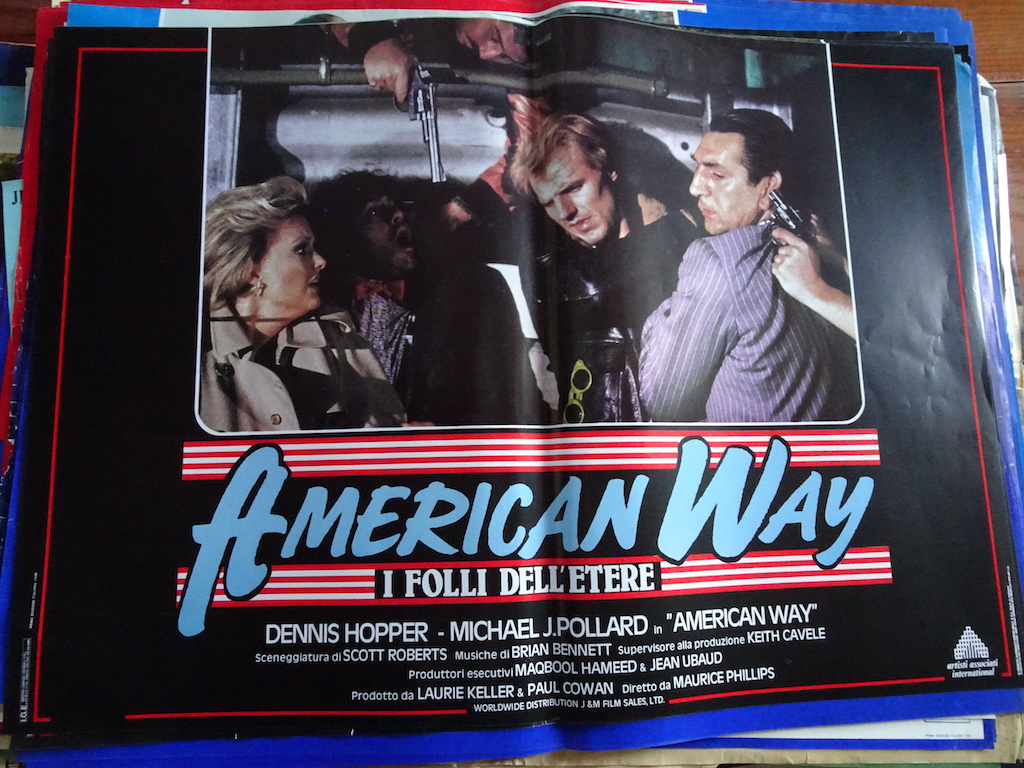 AMERICAN WAY
I FOLLI DELL'ETERE
DENNIS HOPPER - MICHAEL J. POLLARD in "AMERICAN WAY"
Sceneggiatura di SCOTT ROBERTS Musiche di BRIAN BENNETT Supervisore alla produzione KEITH CAVELE
Produttori esecutivi MAQBOOL HAMEED & JEAN UBAUD
Prodotto da LAURIE KELLER & PAUL COWAN Diretto da MAURICE PHILLIPS
WORLDWIDE DISTRIBUTION J & M FILM SALES, LTD.
artisti associati
international